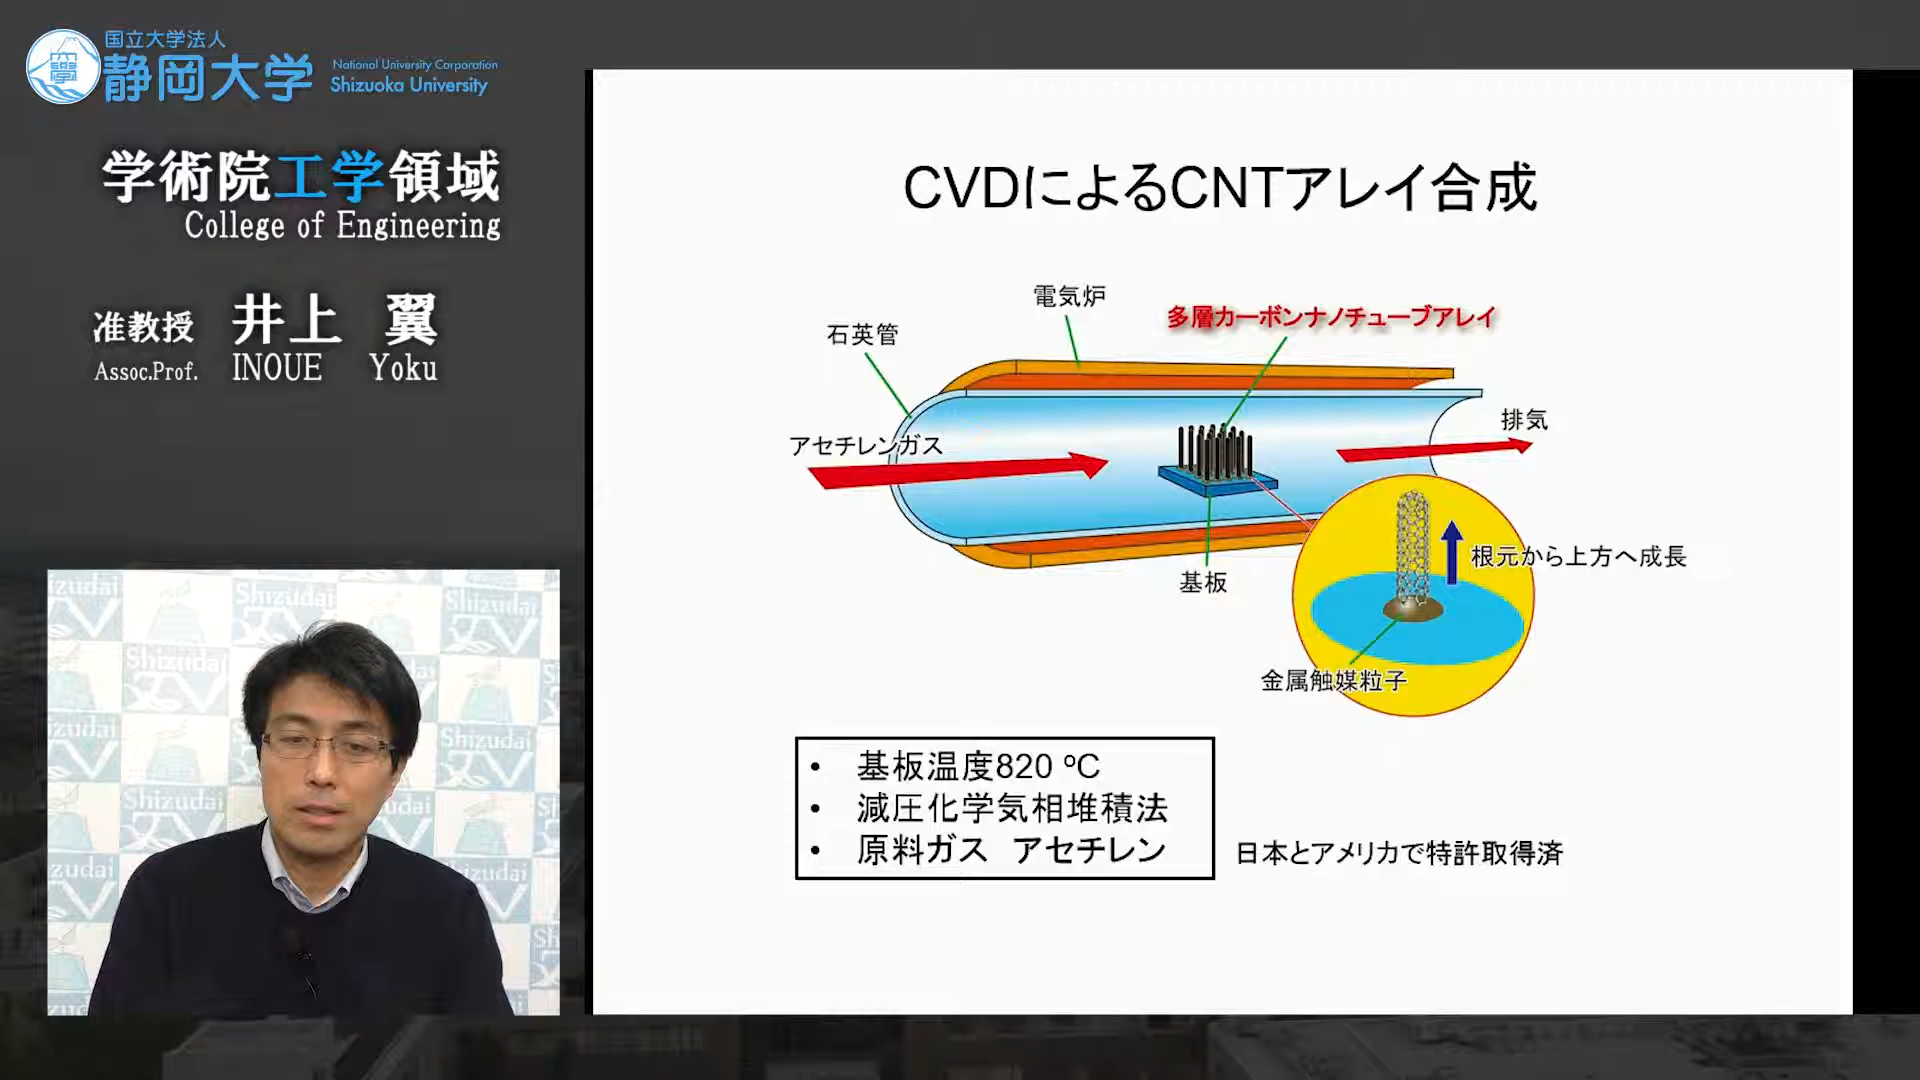 国立大学法人
静岡大学
National University Corporation
Shizuoka University
学術院工学領域
College of Engineering
准教授 井上 翼
Assoc.Prof. INOUE Yoku
CVDによるCNTアレイ合成
電気炉
多層カーボンナノチューブアレイ
石英管
排気
アセチレンガス
根元から上方へ成長
基板
金属触媒粒子
• 基板温度820 ºC
• 減圧化学気相堆積法
• 原料ガス アセチレン
日本とアメリカで特許取得済
Shizudai
Shizudai
Shizudai
Shizudai
Shizudai